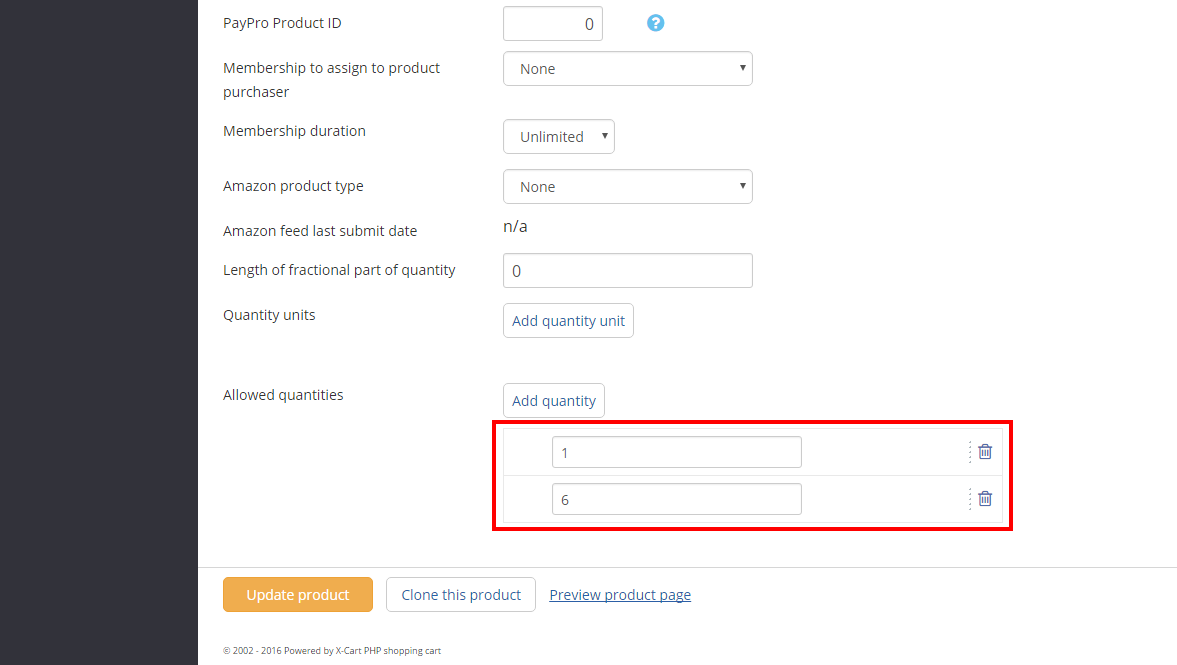 PayPro Product ID
0
?
Membership to assign to product
purchaser
None
Membership duration
Unlimited
Amazon product type
None
Amazon feed last submit date
n/a
Length of fractional part of quantity
0
Quantity units
Add quantity unit
Allowed quantities
Add quantity
1
6
Update product
Clone this product
Preview product page
© 2002 - 2016 Powered by X-Cart PHP shopping cart